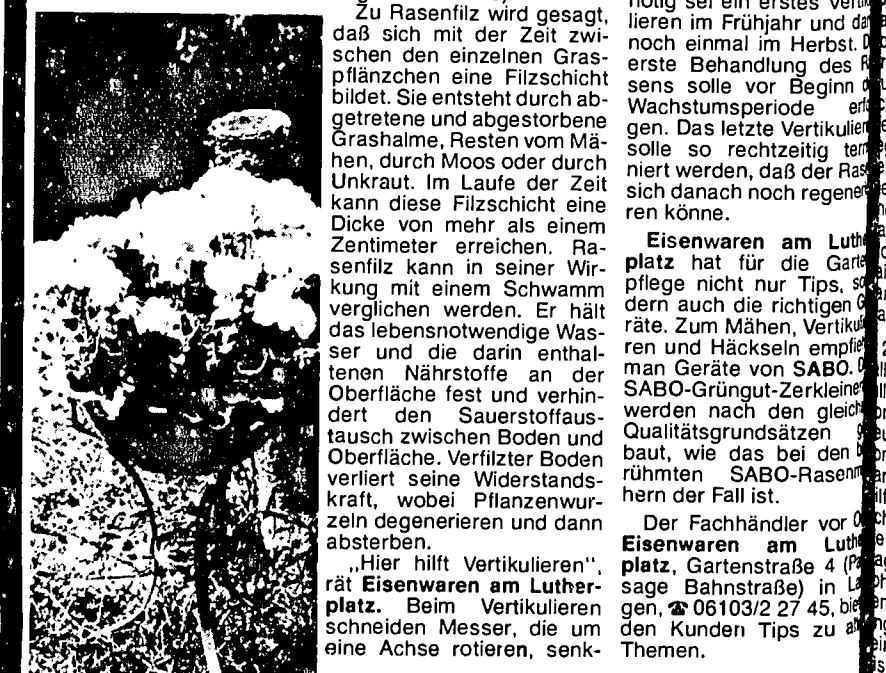 Zu Rasenfilz wird gesagt,
daß sich mit der Zeit zwi-
schen den einzelnen Gras-
pflänzchen eine Filzschicht
bildet. Sie entsteht durch ab-
getretene und abgestorbene
Grashalme, Resten vom Mä-
hen, durch Moos oder durch
Unkraut. Im Laufe der Zeit
kann diese Filzschicht eine
Dicke von mehr als einem
Zentimeter erreichen. Ra-
senfilz kann in seiner Wir-
kung mit einem Schwamm
verglichen werden. Er hält
das lebensnotwendige Was-
ser und die darin enthal-
tenen Nährstoffe an der
Oberfläche fest und verhin-
dert den Sauerstoffaus-
tausch zwischen Boden und
Oberfläche. Verfilzter Boden
verliert seine Widerstands-
kraft, wobei Pflanzenwur-
zeln degenerieren und dann
absterben.
„Hier hilft Vertikulieren",
rät Eisenwaren am Luther-
platz. Beim Vertikulieren
schneiden Messer, die um
eine Achse rotieren, senk-
nötig sei ein erstes
lieren im Frühjahr und
noch einmal im Herbst.
erste Behandlung des
sens solle vor Beginn
Wachstumsperiode
gen. Das letzte
solle so rechtzeitig
niert werden, daß der
sich danach noch
ren könne.
Eisenwaren am
platz hat für die
pflege nicht nur Tips,
dern auch die richtigen
räte. Zum Mähen,
ren und Häckseln
man Geräte von SABO.
werden nach den
Qualitätsgrundsätzen
baut, wie das bei den
rühmten
hern der Fall ist.
Der Fachhändler vor
Eisenwaren am
platz, Gartenstraße 4
sage Bahnstraße) in
gen, ☎ 06103/2 27 45,
den Kunden Tips zu
Themen.